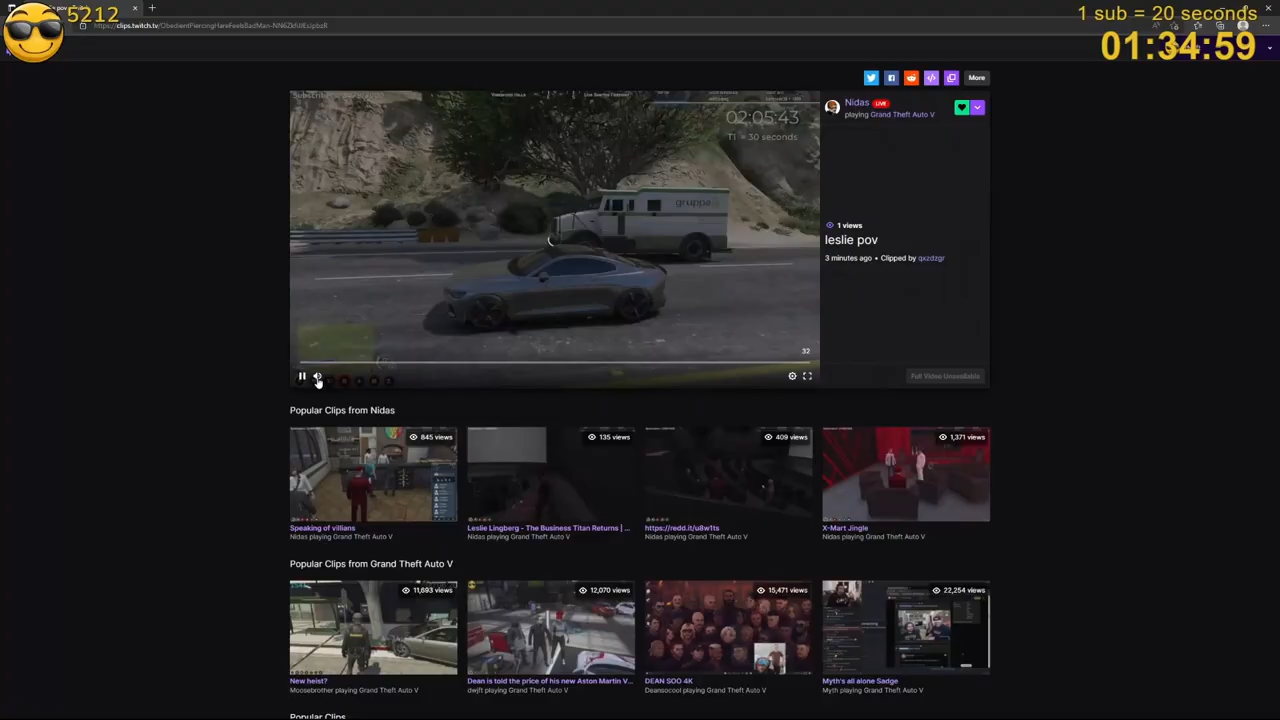 5212
1 sub = 20 seconds
01:34:59
More
02:05:43
T1 = 30 seconds
gruppe
Nidas LIVE
playing Grand Theft Auto V
1 views
leslie pov
3 minutes ago • Clipped by qxzdzgr
32
Full Video Unavailable
Popular Clips from Nidas
845 views
135 views
409 views
1,371 views
Speaking of villians
Leslie Lingberg - The Business Titan Returns | ...
https://redd.it/u8w1ts
X-Mart Jingle
Nidas playing Grand Theft Auto V
Nidas playing Grand Theft Auto V
Nidas playing Grand Theft Auto V
Nidas playing Grand Theft Auto V
Popular Clips from Grand Theft Auto V
11,693 views
12,070 views
15,471 views
22,254 views
New heist?
Dean is told the price of his new Aston Martin V...
DEAN SOO 4K
Myth's all alone Sadge
Moosebrother playing Grand Theft Auto V
dwjft playing Grand Theft Auto V
Deansocool playing Grand Theft Auto V
Myth playing Grand Theft Auto V
Popular Clips